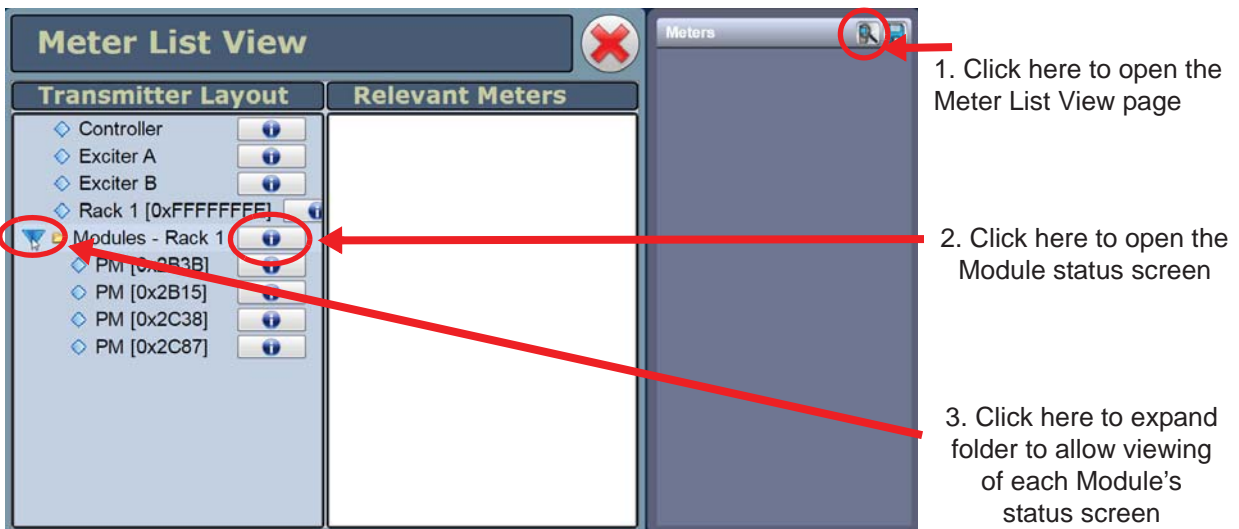 Meter List View
Meters
Transmitter Layout
Relevant Meters
Controller
Exciter A
Exciter B
Rack 1 [0xFFFFFFFF]
Modules - Rack 1
PM [0x2B3B]
PM [0x2B15]
PM [0x2C38]
PM [0x2C87]
1. Click here to open the
Meter List View page
2. Click here to open the
Module status screen
3. Click here to expand
folder to allow viewing
of each Module's
status screen